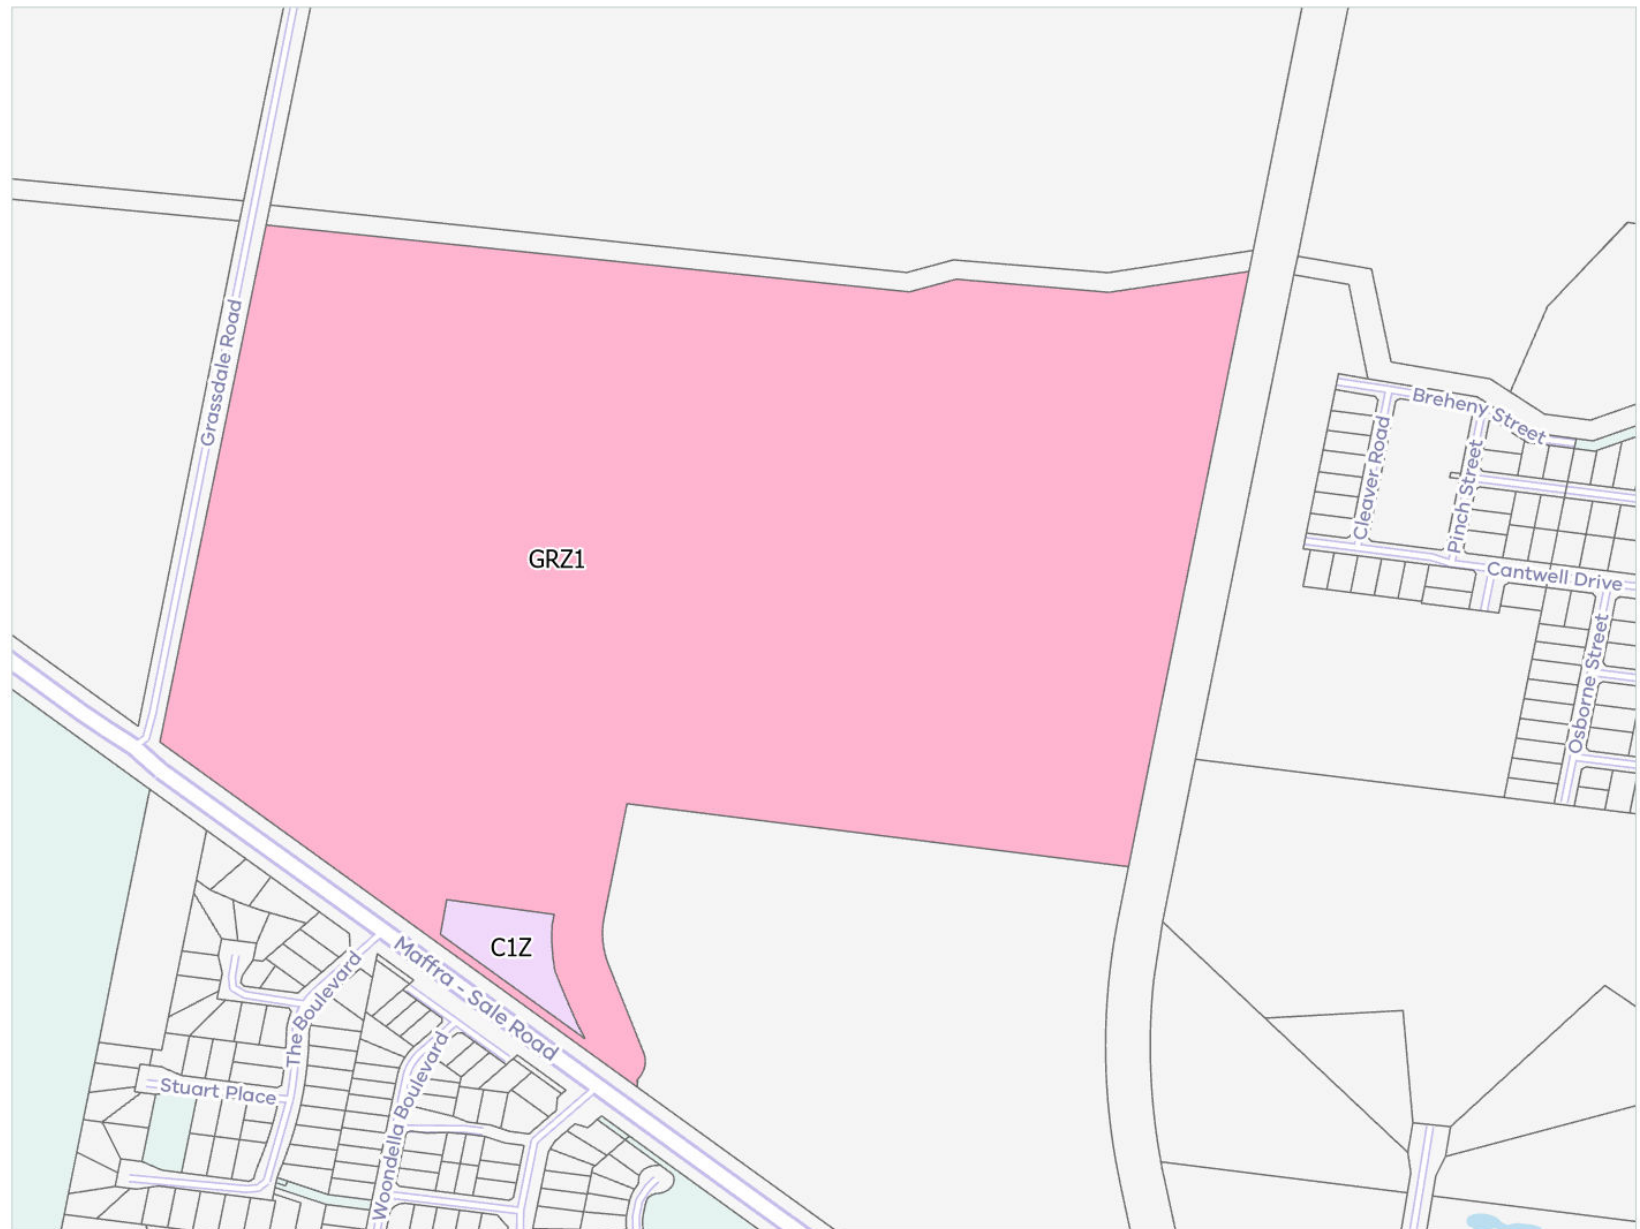 Grassdale Road
Breheny Street
Cleaver Road
Pinch Street
GRZ1
Cantwell Drive
Osborne Street
C1Z
Maffra - Sale Road
The Boulevard
Woondella Boulevard
Stuart Place